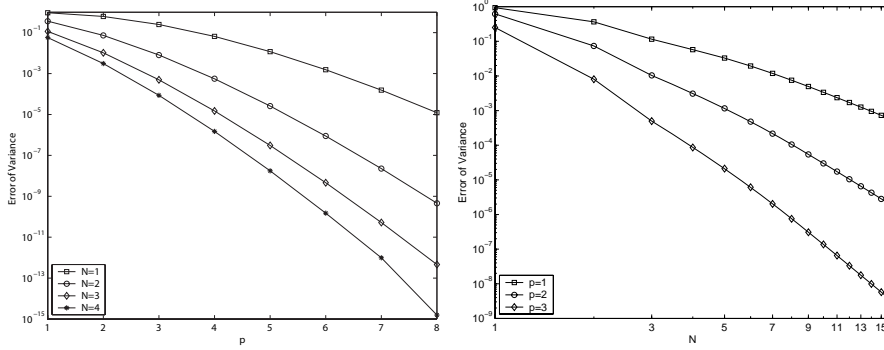 10^-1
10^-3
10^-5
10^-7
10^-9
10^-11
10^-13
10^-15
Error of Variance
N=1
N=2
N=3
N=4
1 2 3 4 5 6 7 8
p
10^0
10^-1
10^-2
10^-3
10^-4
10^-5
10^-6
10^-7
10^-8
10^-9
Error of Variance
p=1
p=2
p=3
1 3 5 7 9 11 13 15
N